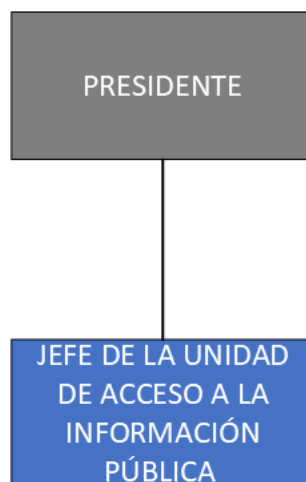 PRESIDENTE
JEFE DE LA UNIDAD
DE ACCESO A LA
INFORMACIÓN
PÚBLICA